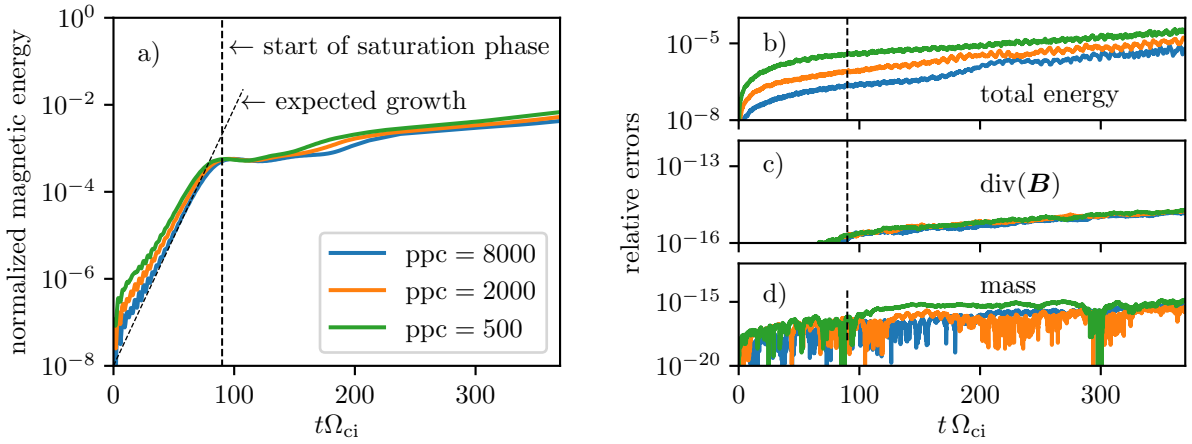 normalized magnetic energy
10⁰
10⁻²
10⁻⁴
10⁻⁶
10⁻⁸
a)
← start of saturation phase
← expected growth
ppc = 8000
ppc = 2000
ppc = 500
0 100 200 300
tΩci
relative errors
b)
10⁻⁵
total energy
10⁻⁸
c)
10⁻¹³
div(B)
10⁻¹⁶
d)
mass
10⁻¹⁵
10⁻²⁰
0 100 200 300
t Ωci